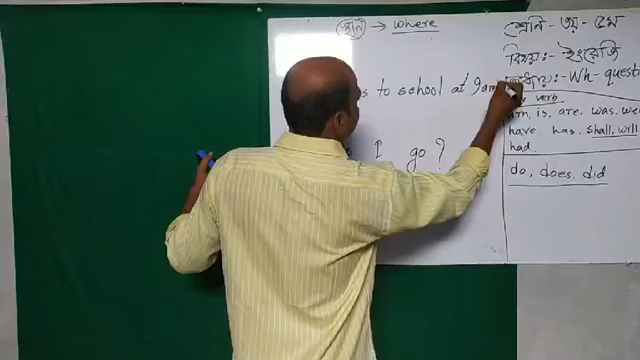 স্থান → where
শ্রেণি - ৩য় - ৫ম
বিষয়ঃ- ইংরেজি
Wh- questi
to school at 9am
verb
am, is, are, was, we
have, has, shall, will
had
I go ?
do, does, did